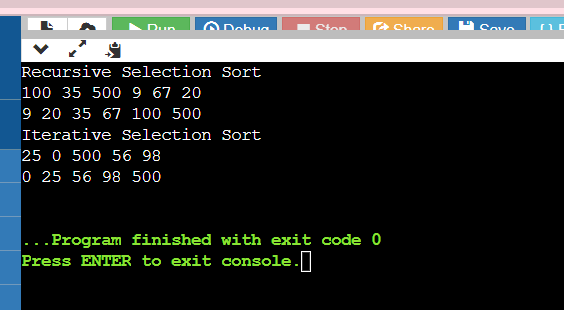 Run Debug Stop Share Save
Recursive Selection Sort
100 35 500 9 67 20
9 20 35 67 100 500
Iterative Selection Sort
25 0 500 56 98
0 25 56 98 500
...Program finished with exit code 0
Press ENTER to exit console.